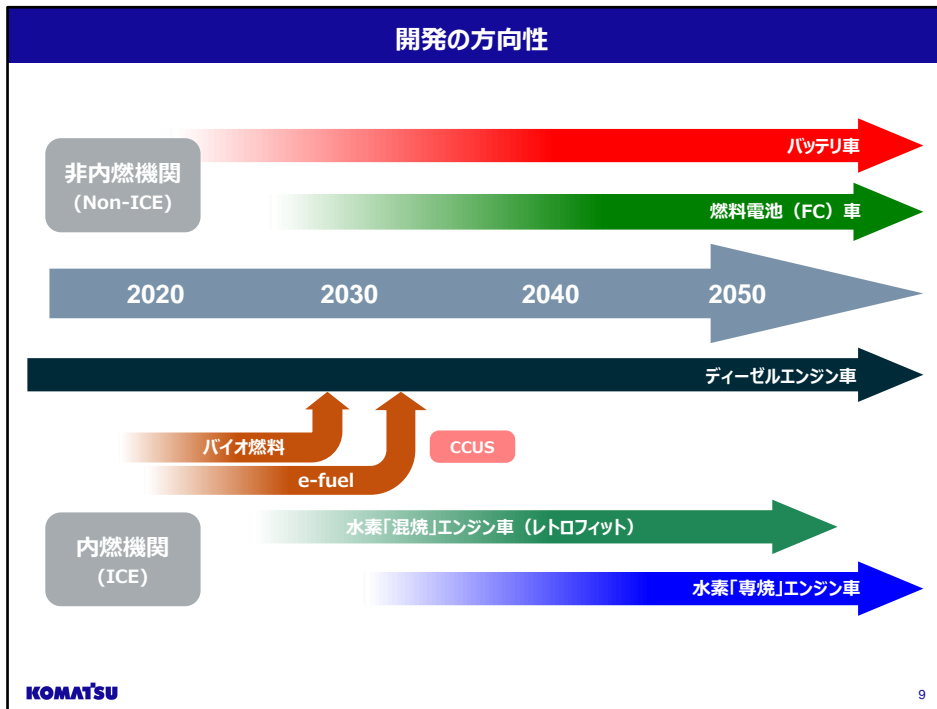 開発の方向性
非内燃機関
(Non-ICE)
バッテリ車
燃料電池（FC）車
2020 2030 2040 2050
ディーゼルエンジン車
バイオ燃料
e-fuel
CCUS
内燃機関
(ICE)
水素｢混焼｣エンジン車（レトロフィット）
水素｢専焼｣エンジン車
KOMATSU
9